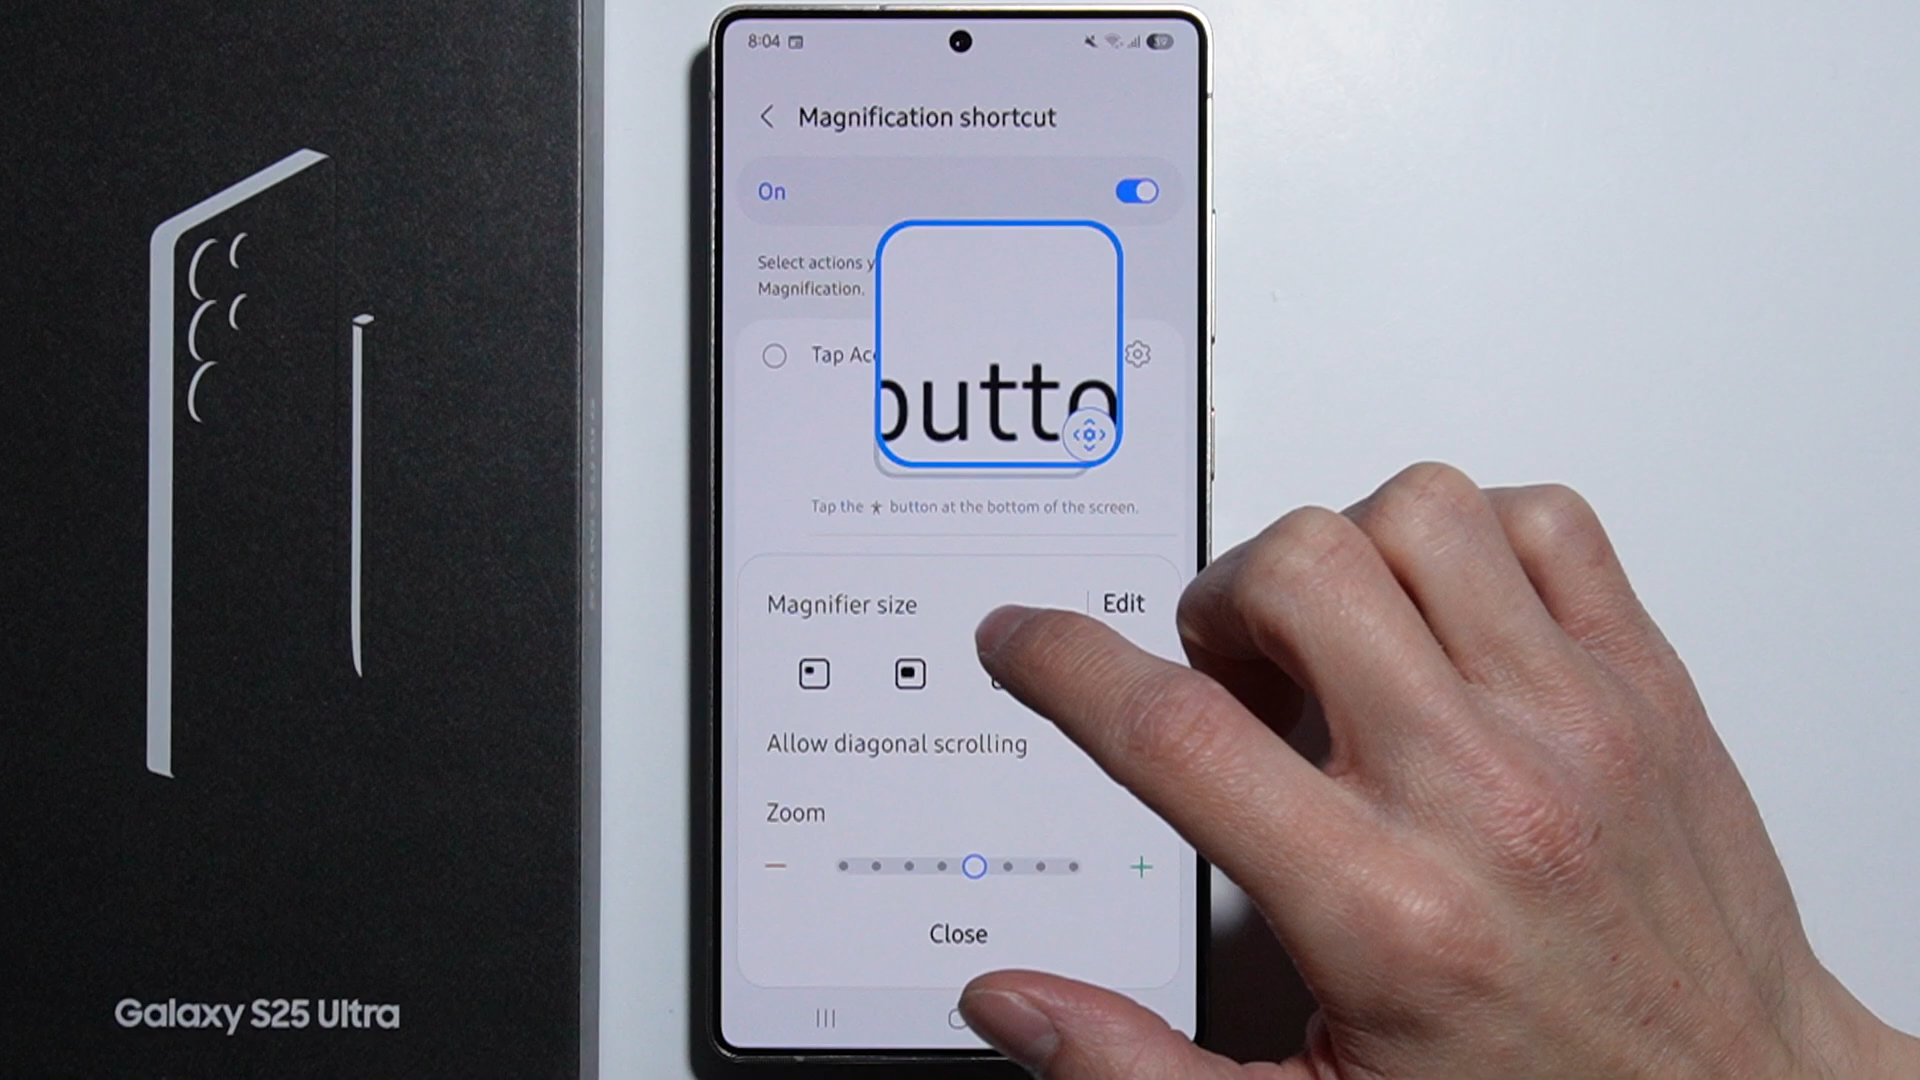 8:04
Magnification shortcut
On
Select actions y
Magnification.
Tap Acc
butto
Tap the button at the bottom of the screen.
Magnifier size
Edit
Allow diagonal scrolling
Zoom
Close
Galaxy S25 Ultra